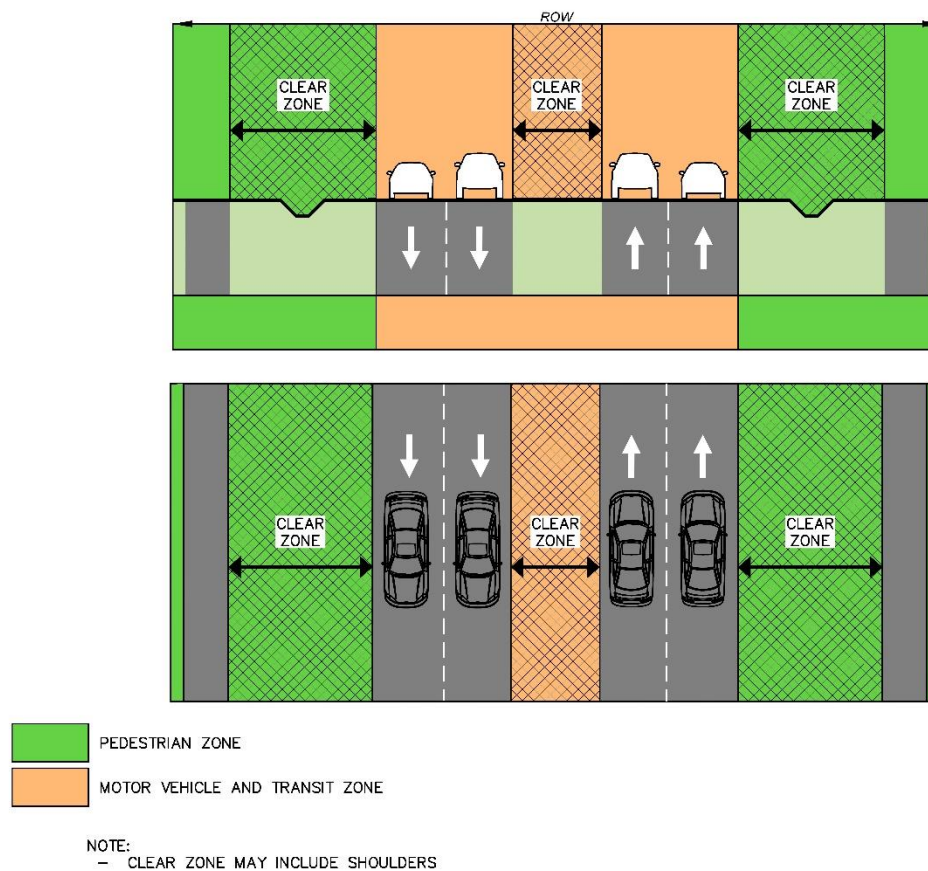 ROW
CLEAR
ZONE
CLEAR
ZONE
CLEAR
ZONE
CLEAR
ZONE
CLEAR
ZONE
CLEAR
ZONE
PEDESTRIAN ZONE
MOTOR VEHICLE AND TRANSIT ZONE
NOTE:
– CLEAR ZONE MAY INCLUDE SHOULDERS